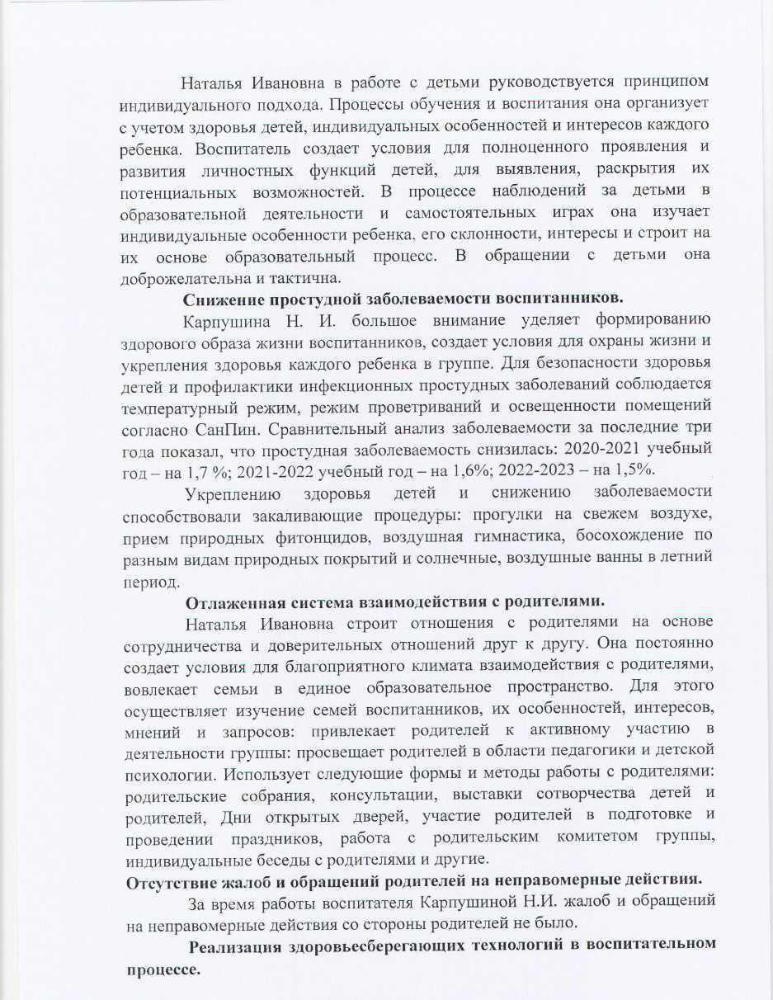 Наталья Ивановна в работе с детьми руководствуется принципом
индивидуального подхода. Процессы обучения и воспитания она организует
с учетом здоровья детей, индивидуальных особенностей и интересов каждого
ребенка. Воспитатель создает условия для полноценного проявления и
развития личностных функций детей, для выявления, раскрытия их
потенциальных возможностей. В процессе наблюдений за детьми в
образовательной деятельности и самостоятельных играх она изучает
индивидуальные особенности ребенка, его склонности, интересы и строит на
их основе образовательный процесс. В обращении с детьми она
доброжелательна и тактична.
Снижение простудной заболеваемости воспитанников.
Карпушина Н. И. большое внимание уделяет формированию
здорового образа жизни воспитанников, создает условия для охраны жизни и
укрепления здоровья каждого ребенка в группе. Для безопасности здоровья
детей и профилактики инфекционных простудных заболеваний соблюдается
температурный режим, режим проветриваний и освещенности помещений
согласно СанПин. Сравнительный анализ заболеваемости за последние три
года показал, что простудная заболеваемость снизилась: 2020-2021 учебный
год – на 1,7 %; 2021-2022 учебный год – на 1,6%; 2022-2023 – на 1,5%.
Укреплению здоровья детей и снижению заболеваемости
способствовали закаливающие процедуры: прогулки на свежем воздухе,
прием природных фитонцидов, воздушная гимнастика, босохождение по
разным видам природных покрытий и солнечные, воздушные ванны в летний
период.
Отлаженная система взаимодействия с родителями.
Наталья Ивановна строит отношения с родителями на основе
сотрудничества и доверительных отношений друг к другу. Она постоянно
создает условия для благоприятного климата взаимодействия с родителями,
вовлекает семьи в единое образовательное пространство. Для этого
осуществляет изучение семей воспитанников, их особенностей, интересов,
мнений и запросов: привлекает родителей к активному участию в
деятельности группы: просвещает родителей в области педагогики и детской
психологии. Использует следующие формы и методы работы с родителями:
родительские собрания, консультации, выставки сотворчества детей и
родителей, Дни открытых дверей, участие родителей в подготовке и
проведении праздников, работа с родительским комитетом группы,
индивидуальные беседы с родителями и другие.
Отсутствие жалоб и обращений родителей на неправомерные действия.
За время работы воспитателя Карпушиной Н.И. жалоб и обращений
на неправомерные действия со стороны родителей не было.
Реализация здоровьесберегающих технологий в воспитательном
процессе.